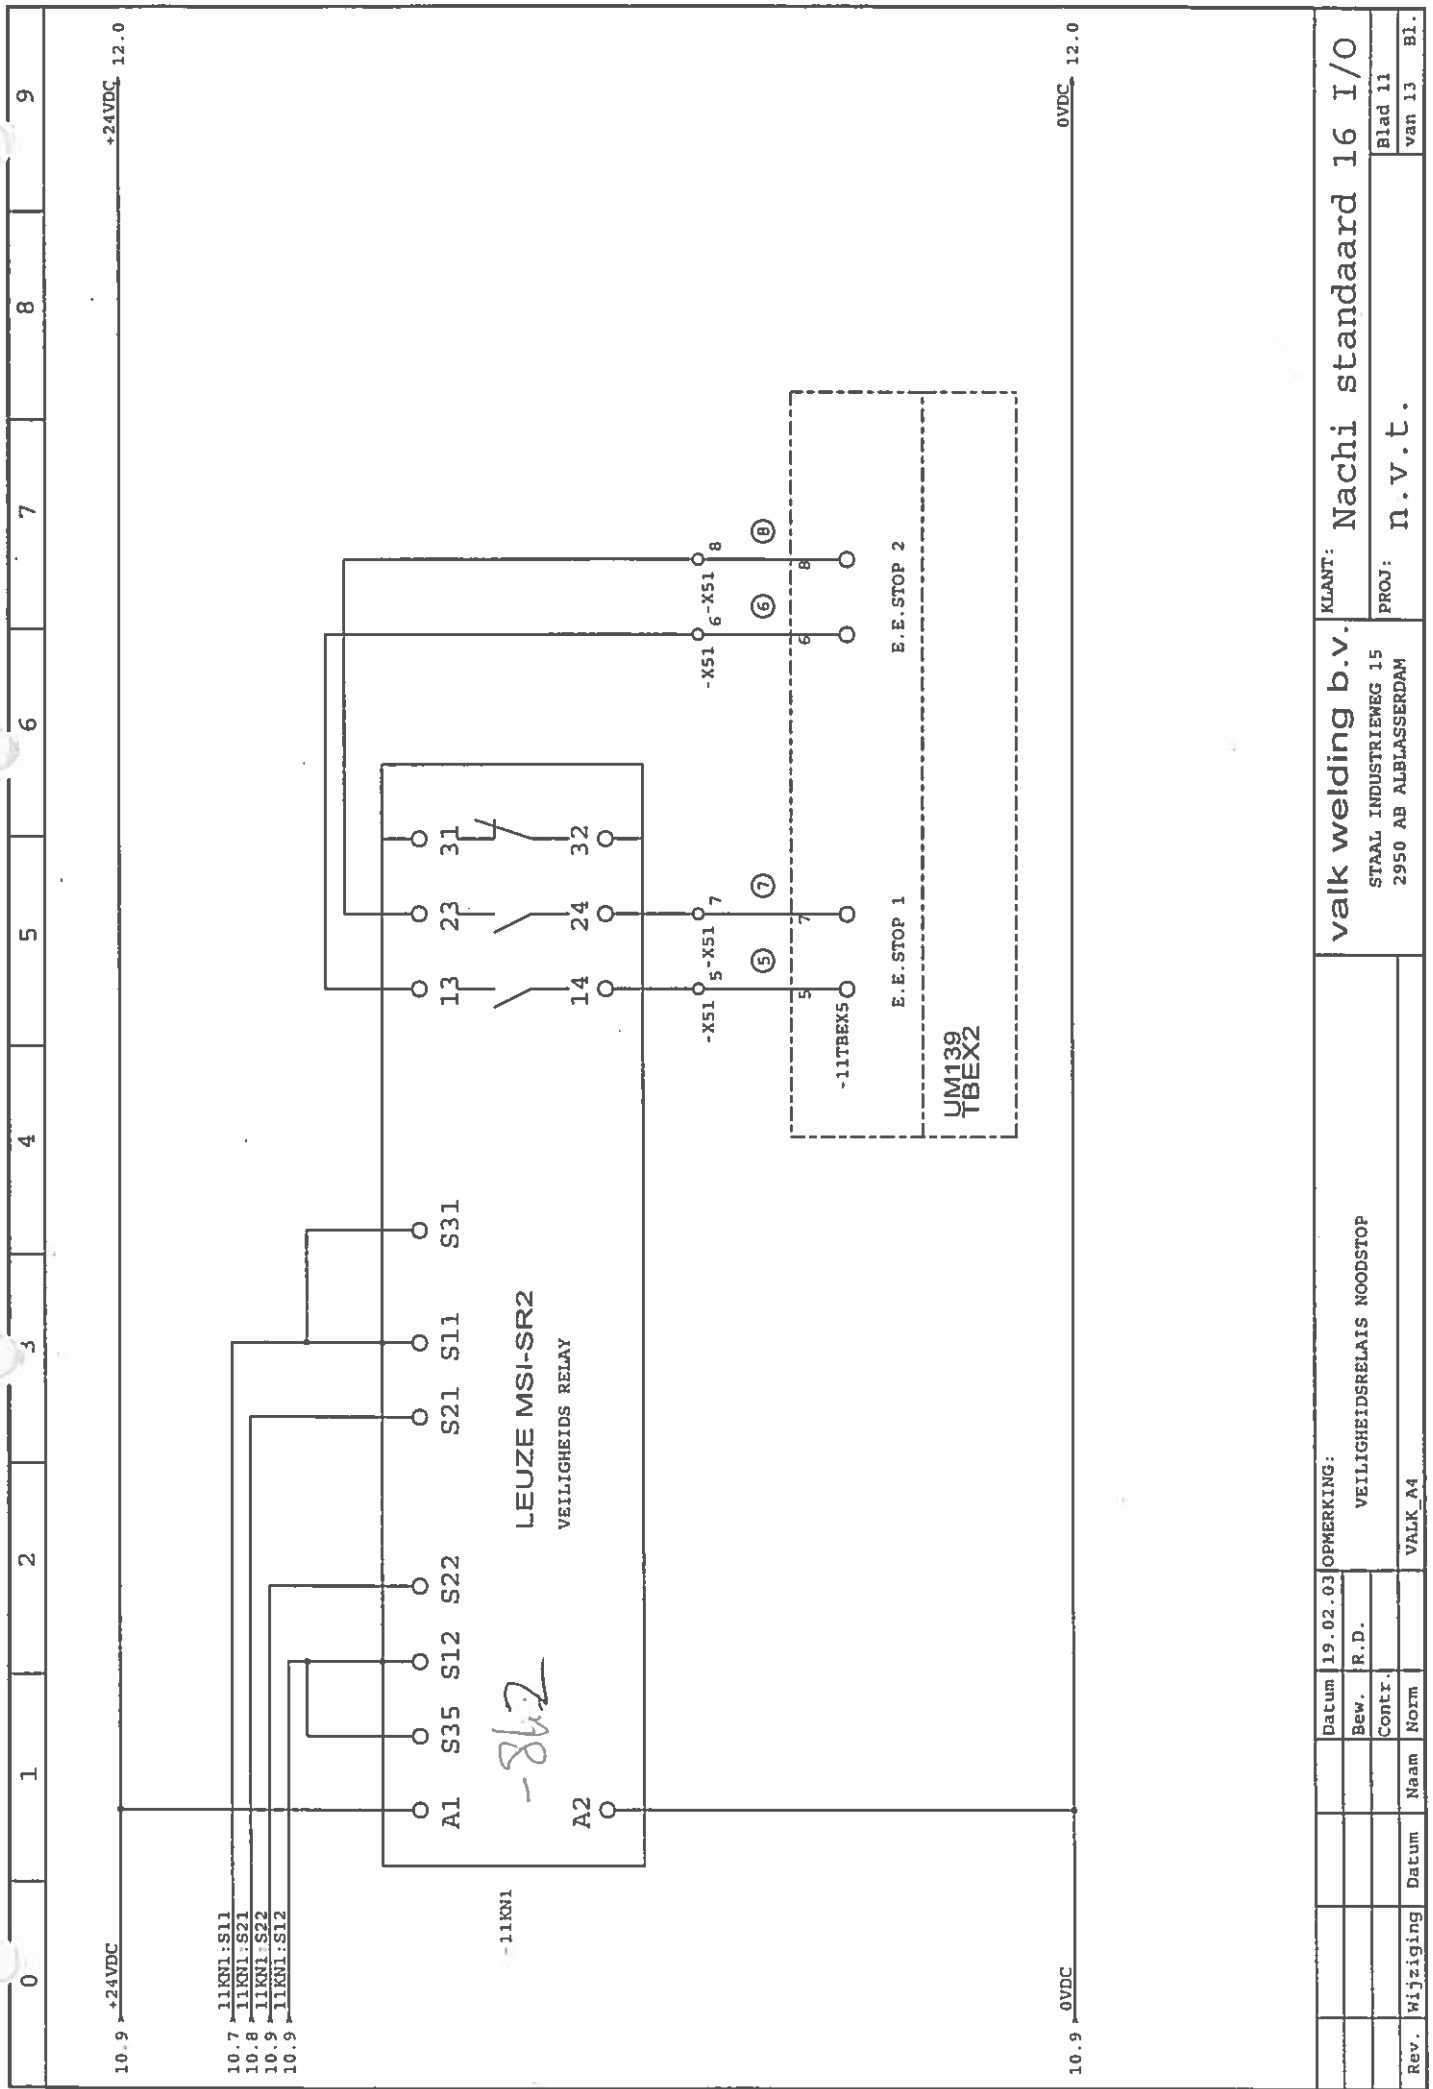 0 1 2 3 4 5 6 7 8 9
10.9 +24VDC +24VDC 12.0
10.7 11KN1:S11
10.8 11KN1:S21
10.9 11KN1:S22
10.9 11KN1:S12
A1 S35 S12 S22 S21 S11 S31 13 23 31
-11KN1
LEUZE MSI-SR2
VEILIGHEIDS RELAY
A2 14 24 32
-X51 5 -X51 7 -X51 6 -X51 8
5 7 6 8
5 7 6 8
-11TBEX5
E.E.STOP 1 E.E.STOP 2
UM139
TBEX2
10.9 0VDC 0VDC 12.0
Rev. Wijziging Datum Naam
Datum 19.02.03
Bew. R.D.
Contr.
Norm
OPMERKING:
VEILIGHEIDSRELAIS NOODSTOP
VALK_A4
valk welding b.v.
STAAL INDUSTRIEWEG 15
2950 AB ALBLASSERDAM
KLANT: Nachi standaard 16 I/O
PROJ: n.v.t.
Blad 11
van 13 Bl.